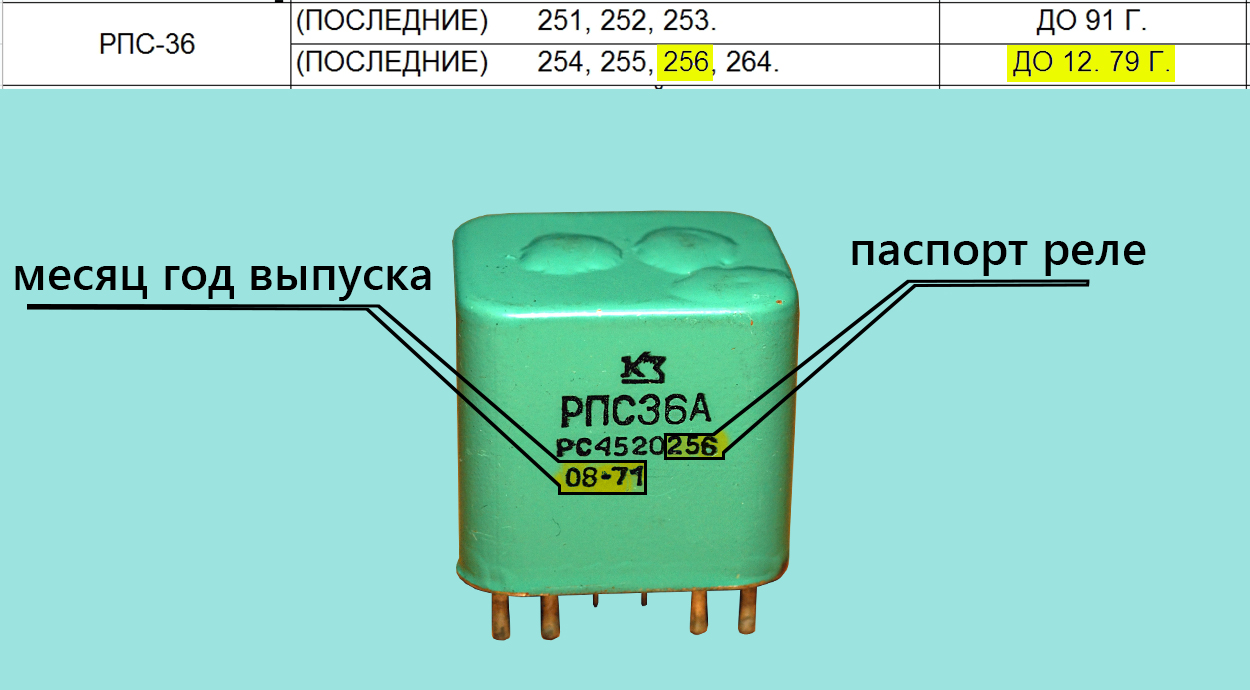 РПС-36
(ПОСЛЕДНИЕ) 251, 252, 253. ДО 91 Г.
(ПОСЛЕДНИЕ) 254, 255, 256, 264. ДО 12. 79 Г.
месяц год выпуска
паспорт реле
КЗ
РПС36А
РС4520256
08-71